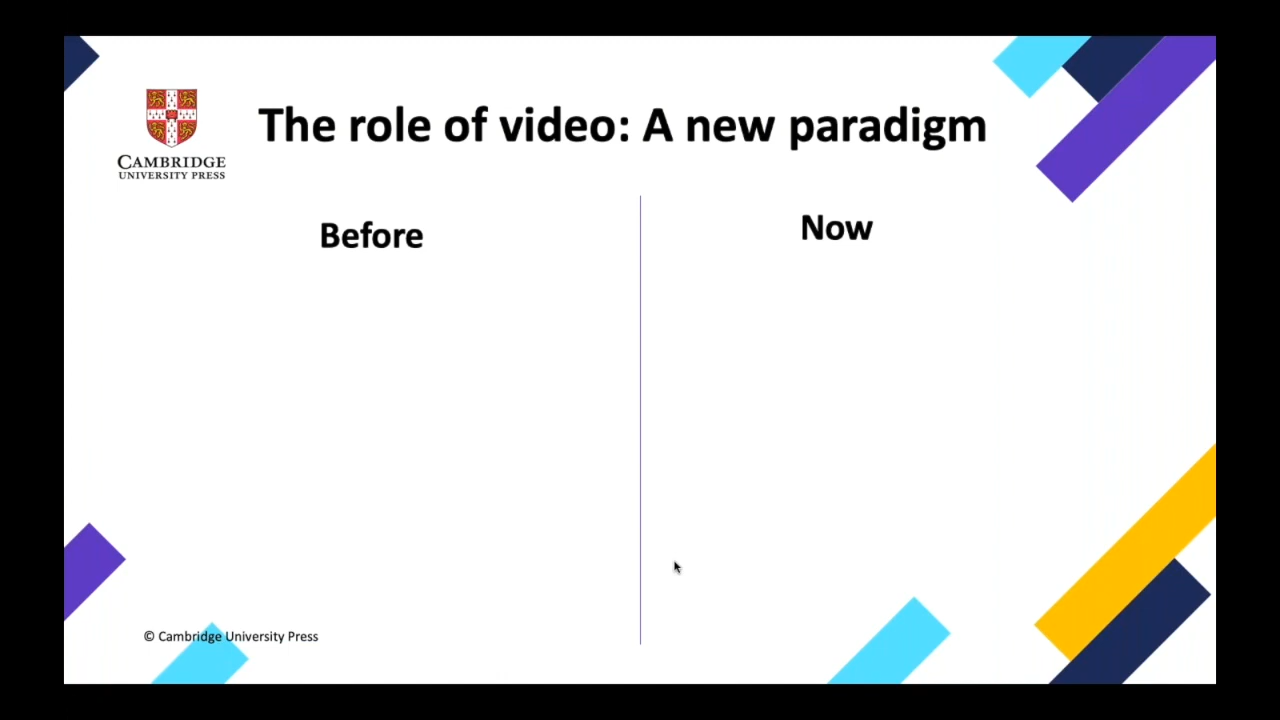 CAMBRIDGE
UNIVERSITY PRESS
The role of video: A new paradigm
Before
Now
© Cambridge University Press